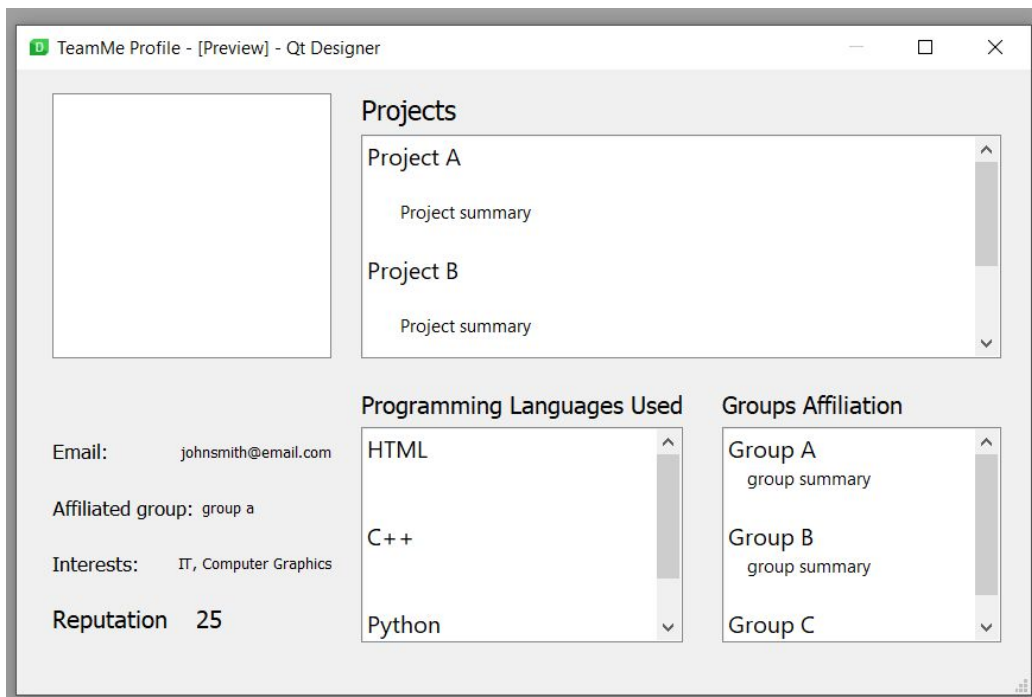 TeamMe Profile - [Preview] - Qt Designer
Projects
Project A
Project summary
Project B
Project summary
Email: johnsmith@email.com
Affiliated group: group a
Interests: IT, Computer Graphics
Reputation 25
Programming Languages Used
HTML
C++
Python
Groups Affiliation
Group A
group summary
Group B
group summary
Group C